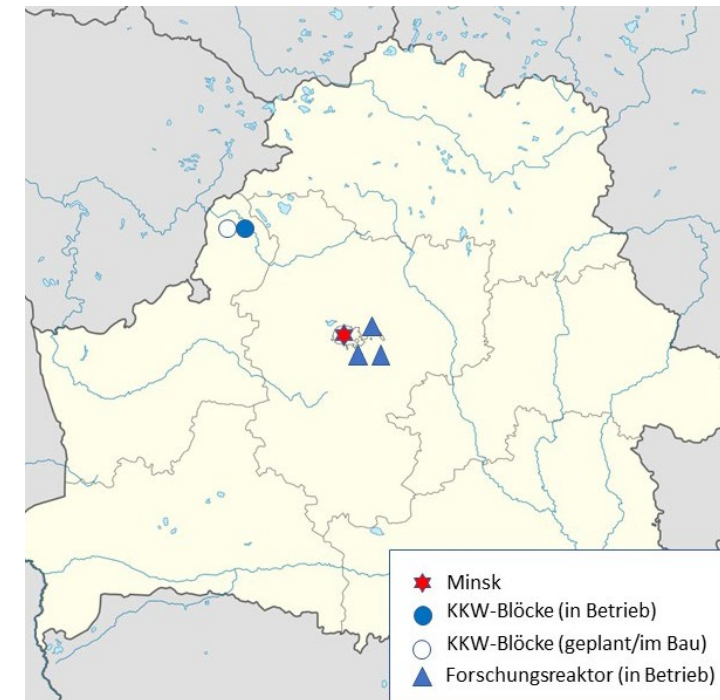 Minsk
KKW-Blöcke (in Betrieb)
KKW-Blöcke (geplant/im Bau)
Forschungsreaktor (in Betrieb)